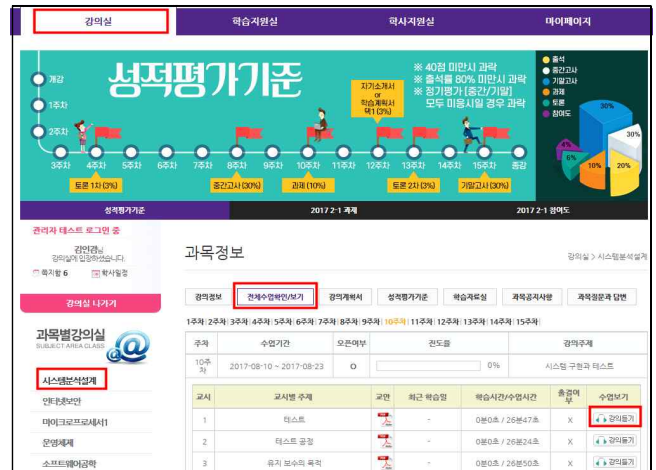 강의실 학습지원실 학사지원실 마이페이지
성적평가기준
※ 40점 미만시 과락
※ 출석률 80% 미만시 과락
※ 정기평가 [중간/기말]
모두 미응시일 경우 과락
개강
1주차
2주차
자기소개서
or
학습계획서
택1 (3%)
출석
중간고사
기말고사
과제
토론
참여도
30%
30%
20%
10%
6%
4%
3주차 4주차 5주차 6주차 7주차 8주차 9주차 10주차 11주차 12주차 13주차 14주차 15주차 종강
토론 1차 (3%) 중간고사 (30%) 과제 (10%) 토론 2차 (3%) 기말고사 (30%)
성적평가기준 2017 2-1 과제 2017 2-1 참여도
관리자 테스트 로그인 중
강의실에 입장하셨습니다.
쪽지함 6 학사일정
강의실 나가기
과목별강의실
SUBJECT AREA CLASS
시스템분석설계
인터넷보안
마이크로프로세서1
운영체제
소프트웨어공학
과목정보
강의실 > 시스템분석설계
강의정보 전체수업확인/보기 강의계획서 성적평가기준 학습자료실 과목공지사항 과목질문과 답변
1주차| 2주차| 3주차| 4주차| 5주차| 6주차| 7주차| 8주차| 9주차| 10주차| 11주차| 12주차| 13주차| 14주차| 15주차|
주차 수업기간 오픈여부 진도율 강의주제
10주차 2017-08-10 ~ 2017-08-23 O 0% 시스템 구현과 테스트
교시 교시별 주제 교안 최근 학습일 학습시간/수업시간 출결여부 수업보기
1 테스트 - 0분0초 / 26분47초 X 강의듣기
2 테스트 공정 - 0분0초 / 26분24초 X 강의듣기
3 유지 보수의 목적 - 0분0초 / 26분50초 X 강의듣기